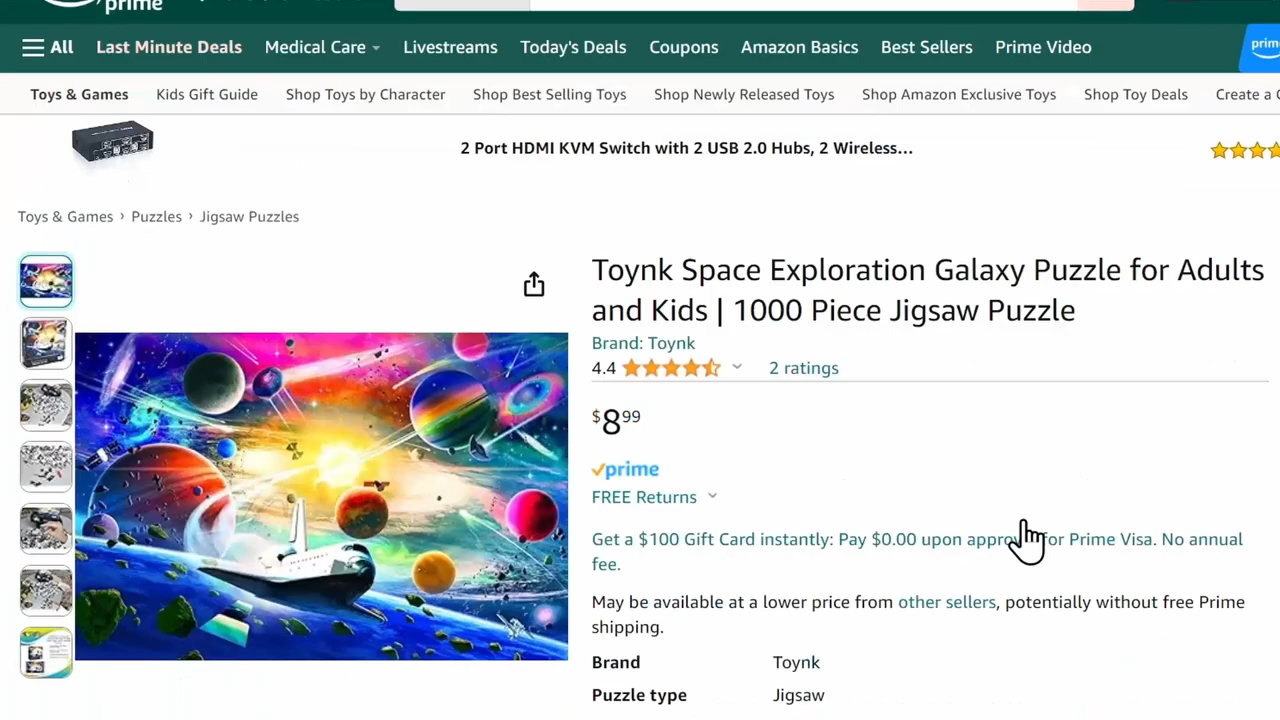 prime
All Last Minute Deals Medical Care Livestreams Today's Deals Coupons Amazon Basics Best Sellers Prime Video
prime
Toys & Games Kids Gift Guide Shop Toys by Character Shop Best Selling Toys Shop Newly Released Toys Shop Amazon Exclusive Toys Shop Toy Deals Create a
2 Port HDMI KVM Switch with 2 USB 2.0 Hubs, 2 Wireless...
Toys & Games › Puzzles › Jigsaw Puzzles
Toynk Space Exploration Galaxy Puzzle for Adults
and Kids | 1000 Piece Jigsaw Puzzle
Brand: Toynk
4.4 2 ratings
$8 99
prime
FREE Returns
Get a $100 Gift Card instantly: Pay $0.00 upon for Prime Visa. No annual
fee.
May be available at a lower price from other sellers, potentially without free Prime
shipping.
Brand Toynk
Puzzle type Jigsaw